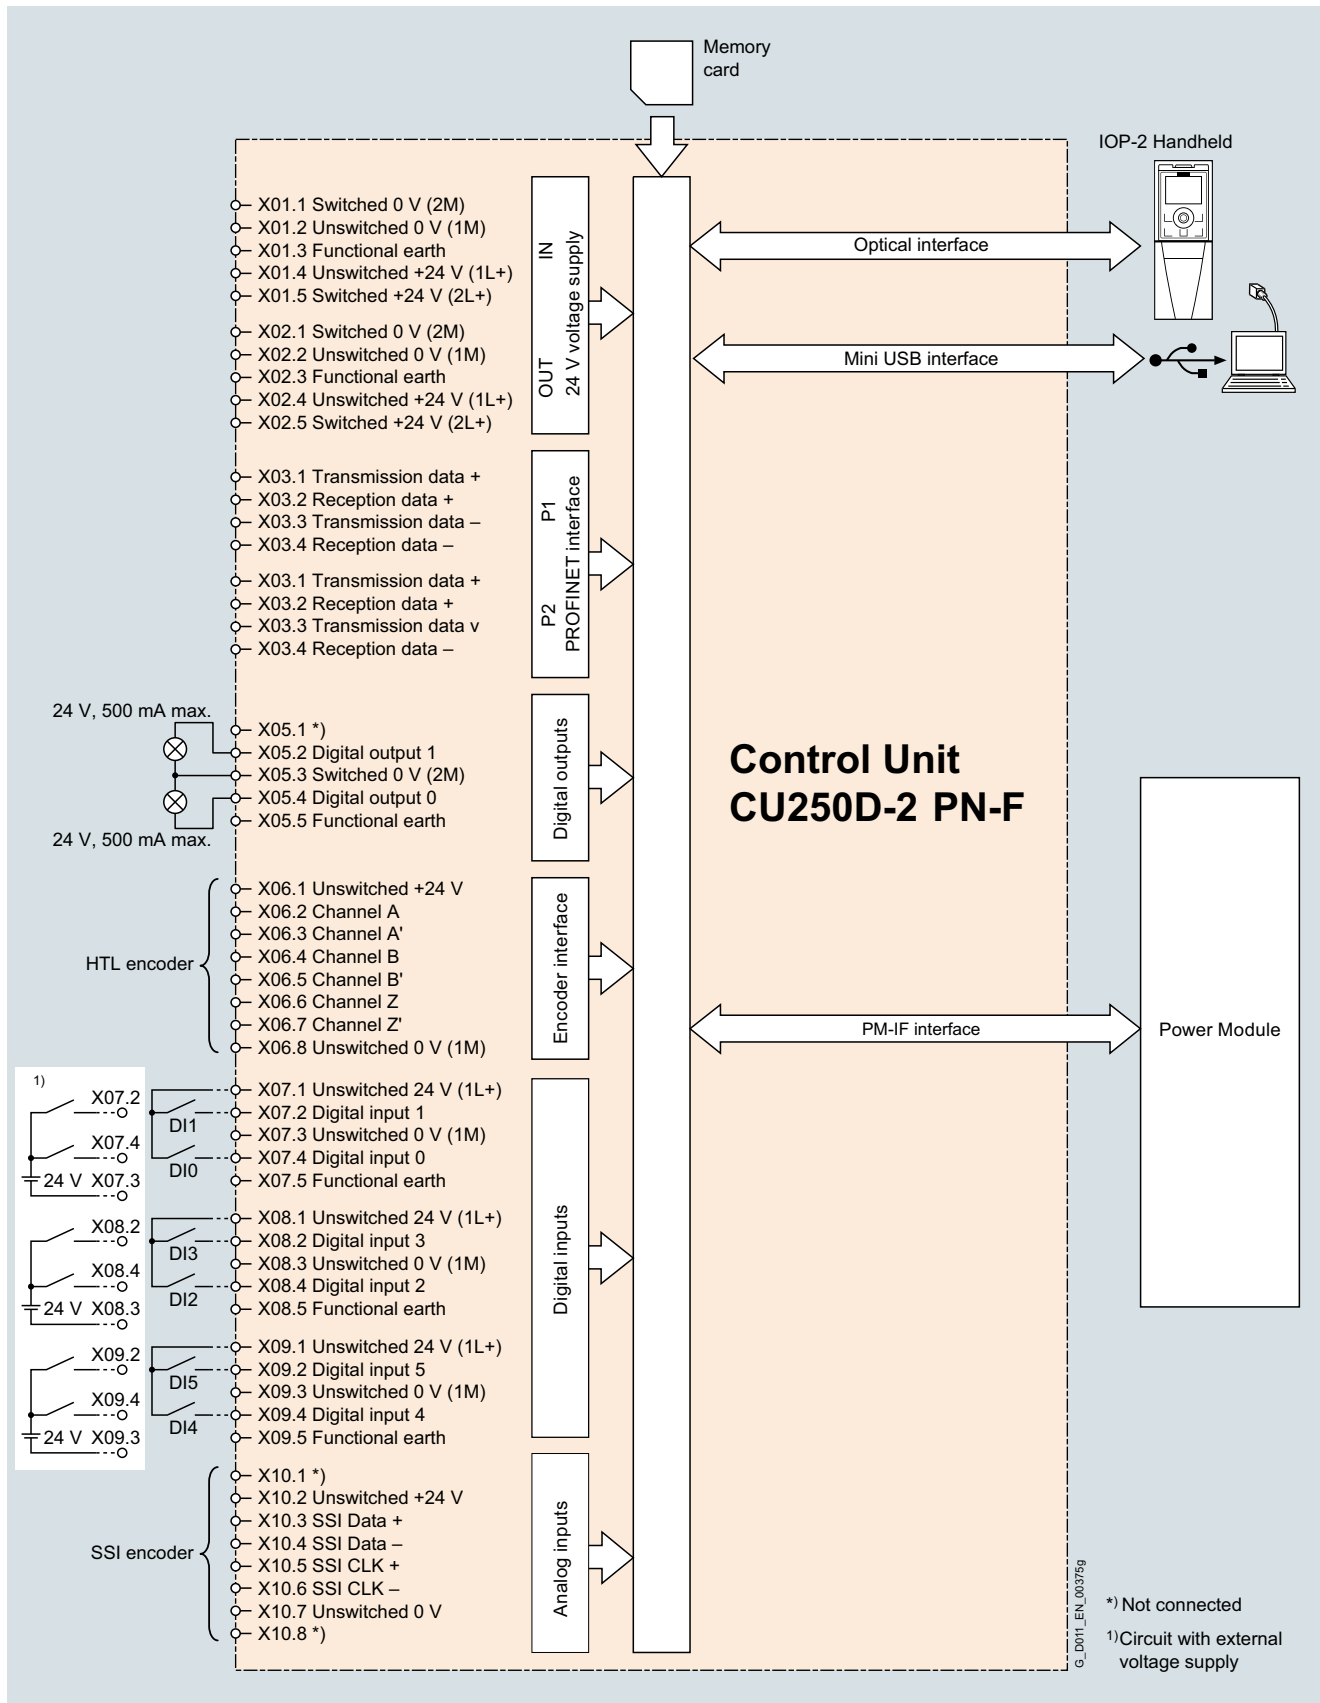 Memory
card
IOP-2 Handheld
X01.1 Switched 0 V (2M)
X01.2 Unswitched 0 V (1M)
X01.3 Functional earth
X01.4 Unswitched +24 V (1L+)
X01.5 Switched +24 V (2L+)
X02.1 Switched 0 V (2M)
X02.2 Unswitched 0 V (1M)
X02.3 Functional earth
X02.4 Unswitched +24 V (1L+)
X02.5 Switched +24 V (2L+)
OUT IN
24 V voltage supply
Optical interface
Mini USB interface
X03.1 Transmission data +
X03.2 Reception data +
X03.3 Transmission data –
X03.4 Reception data –
X03.1 Transmission data +
X03.2 Reception data +
X03.3 Transmission data v
X03.4 Reception data –
P2 P1
PROFINET interface
24 V, 500 mA max.
X05.1 *)
X05.2 Digital output 1
X05.3 Switched 0 V (2M)
X05.4 Digital output 0
X05.5 Functional earth
24 V, 500 mA max.
Digital outputs
Control Unit
CU250D-2 PN-F
HTL encoder
X06.1 Unswitched +24 V
X06.2 Channel A
X06.3 Channel A'
X06.4 Channel B
X06.5 Channel B'
X06.6 Channel Z
X06.7 Channel Z'
X06.8 Unswitched 0 V (1M)
Encoder interface
PM-IF interface
Power Module
1)
X07.2
X07.4
24 V X07.3
DI1
DI0
X07.1 Unswitched 24 V (1L+)
X07.2 Digital input 1
X07.3 Unswitched 0 V (1M)
X07.4 Digital input 0
X07.5 Functional earth
X08.2
X08.4
24 V X08.3
DI3
DI2
X08.1 Unswitched 24 V (1L+)
X08.2 Digital input 3
X08.3 Unswitched 0 V (1M)
X08.4 Digital input 2
X08.5 Functional earth
X09.2
X09.4
24 V X09.3
DI5
DI4
X09.1 Unswitched 24 V (1L+)
X09.2 Digital input 5
X09.3 Unswitched 0 V (1M)
X09.4 Digital input 4
X09.5 Functional earth
Digital inputs
SSI encoder
X10.1 *)
X10.2 Unswitched +24 V
X10.3 SSI Data +
X10.4 SSI Data –
X10.5 SSI CLK +
X10.6 SSI CLK –
X10.7 Unswitched 0 V
X10.8 *)
Analog inputs
G_D011_EN_00375g
*) Not connected
1) Circuit with external
voltage supply